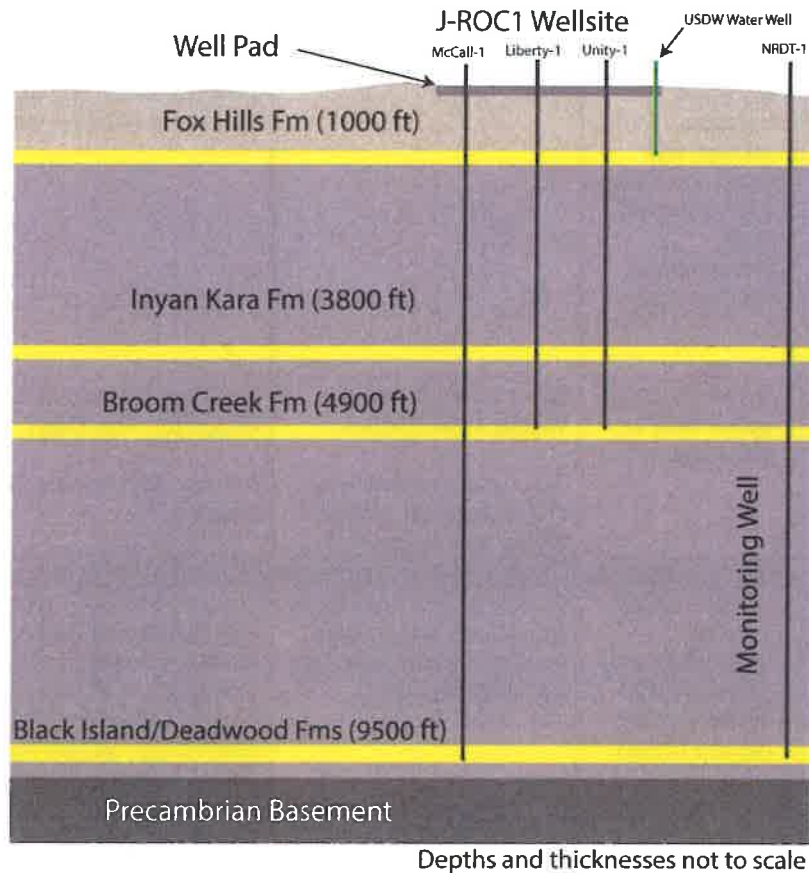 J-ROC1 Wellsite
USDW Water Well
Well Pad
McCall-1
Liberty-1
Unity-1
NRDT-1
Fox Hills Fm (1000 ft)
Inyan Kara Fm (3800 ft)
Broom Creek Fm (4900 ft)
Monitoring Well
Black Island/Deadwood Fms (9500 ft)
Precambrian Basement
Depths and thicknesses not to scale